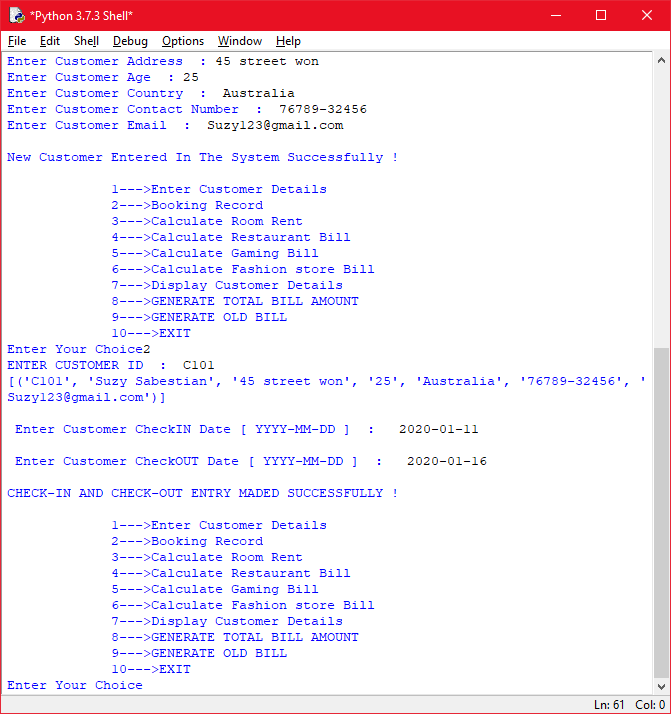 *Python 3.7.3 Shell*
File Edit Shell Debug Options Window Help
Enter Customer Address  : 45 street won
Enter Customer Age  : 25
Enter Customer Country  :  Australia
Enter Customer Contact Number  :  76789-32456
Enter Customer Email  :  Suzy123@gmail.com
New Customer Entered In The System Successfully !
1--->Enter Customer Details
2--->Booking Record
3--->Calculate Room Rent
4--->Calculate Restaurant Bill
5--->Calculate Gaming Bill
6--->Calculate Fashion store Bill
7--->Display Customer Details
8--->GENERATE TOTAL BILL AMOUNT
9--->GENERATE OLD BILL
10--->EXIT
Enter Your Choice2
ENTER CUSTOMER ID  :  C101
[('C101', 'Suzy Sabestian', '45 street won', '25', 'Australia', '76789-32456', '
Suzy123@gmail.com')]
Enter Customer CheckIN Date [ YYYY-MM-DD ]  :   2020-01-11
Enter Customer CheckOUT Date [ YYYY-MM-DD ]  :   2020-01-16
CHECK-IN AND CHECK-OUT ENTRY MADED SUCCESSFULLY !
1--->Enter Customer Details
2--->Booking Record
3--->Calculate Room Rent
4--->Calculate Restaurant Bill
5--->Calculate Gaming Bill
6--->Calculate Fashion store Bill
7--->Display Customer Details
8--->GENERATE TOTAL BILL AMOUNT
9--->GENERATE OLD BILL
10--->EXIT
Enter Your Choice
Ln: 61 Col: 0